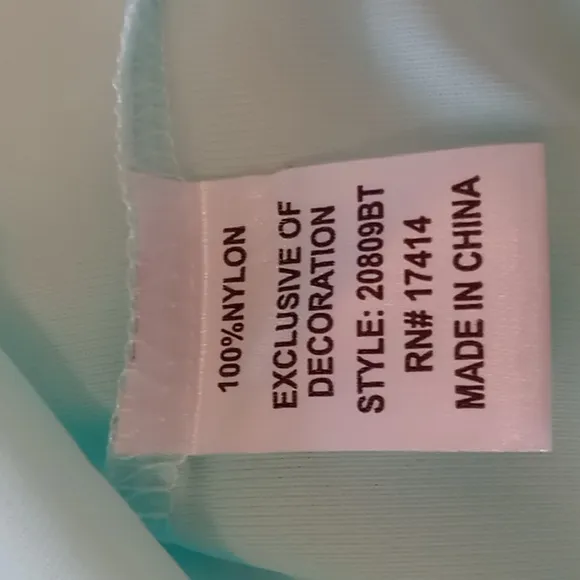 100%NYLON
EXCLUSIVE OF
DECORATION
STYLE: 20809BT
RN# 17414
MADE IN CHINA